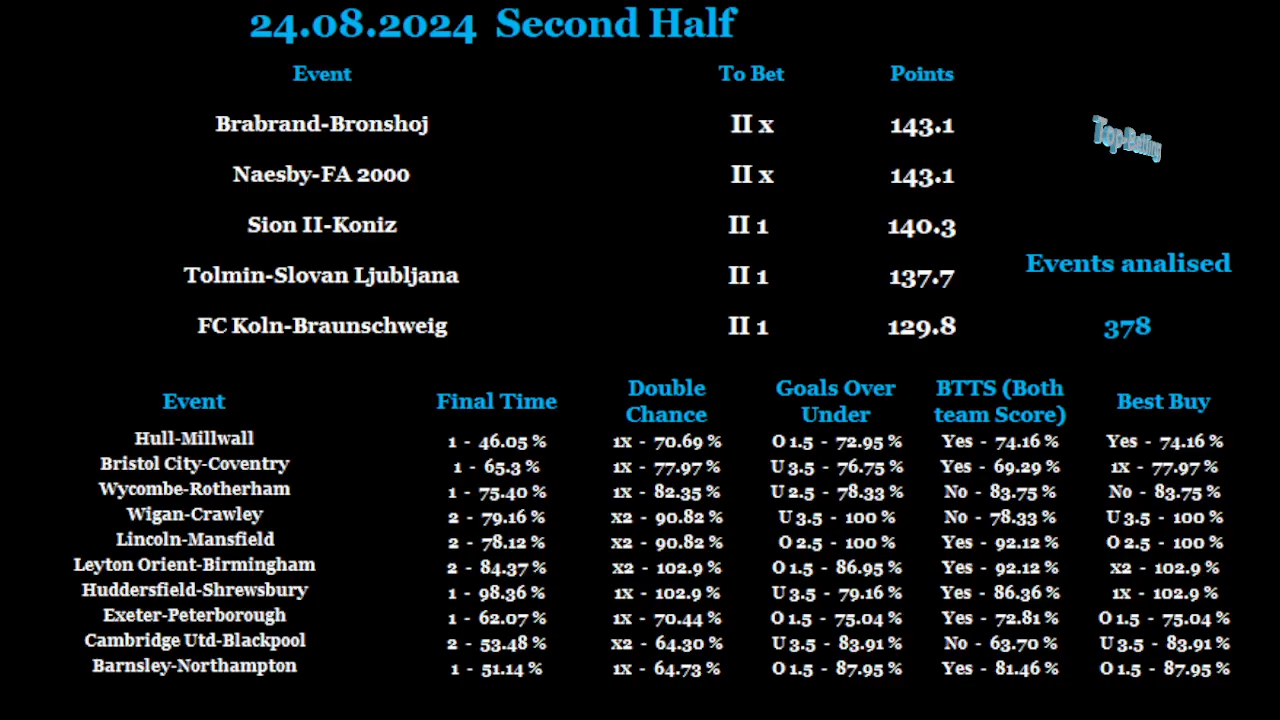 24.08.2024 Second Half
Event To Bet Points
Brabrand-Bronshoj II x 143.1
Top-Betting
Naesby-FA 2000 II x 143.1
Sion II-Koniz II 1 140.3
Events analised
Tolmin-Slovan Ljubljana II 1 137.7
FC Koln-Braunschweig II 1 129.8
378
Event Final Time Double Chance Goals Over Under BTTS (Both team Score) Best Buy
Hull-Millwall 1 - 46.05 % 1x - 70.69 % O 1.5 - 72.95 % Yes - 74.16 % Yes - 74.16 %
Bristol City-Coventry 1 - 65.3 % 1x - 77.97 % U 3.5 - 76.75 % Yes - 69.29 % 1x - 77.97 %
Wycombe-Rotherham 1 - 75.40 % 1x - 82.35 % U 2.5 - 78.33 % No - 83.75 % No - 83.75 %
Wigan-Crawley 2 - 79.16 % x2 - 90.82 % U 3.5 - 100 % No - 78.33 % U 3.5 - 100 %
Lincoln-Mansfield 2 - 78.12 % x2 - 90.82 % O 2.5 - 100 % Yes - 92.12 % O 2.5 - 100 %
Leyton Orient-Birmingham 2 - 84.37 % x2 - 102.9 % O 1.5 - 86.95 % Yes - 92.12 % x2 - 102.9 %
Huddersfield-Shrewsbury 1 - 98.36 % 1x - 102.9 % U 3.5 - 79.16 % Yes - 86.36 % 1x - 102.9 %
Exeter-Peterborough 1 - 62.07 % 1x - 70.44 % O 1.5 - 75.04 % Yes - 72.81 % O 1.5 - 75.04 %
Cambridge Utd-Blackpool 2 - 53.48 % x2 - 64.30 % U 3.5 - 83.91 % No - 63.70 % U 3.5 - 83.91 %
Barnsley-Northampton 1 - 51.14 % 1x - 64.73 % O 1.5 - 87.95 % Yes - 81.46 % O 1.5 - 87.95 %